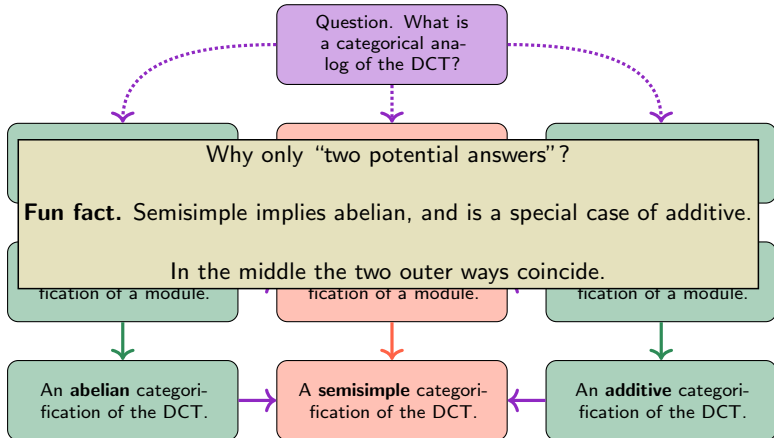 Question. What is
a categorical ana-
log of the DCT?
Why only “two potential answers”?
Fun fact. Semisimple implies abelian, and is a special case of additive.
In the middle the two outer ways coincide.
fication of a module.
fication of a module.
fication of a module.
An abelian categori-
fication of the DCT.
A semisimple categori-
fication of the DCT.
An additive categori-
fication of the DCT.